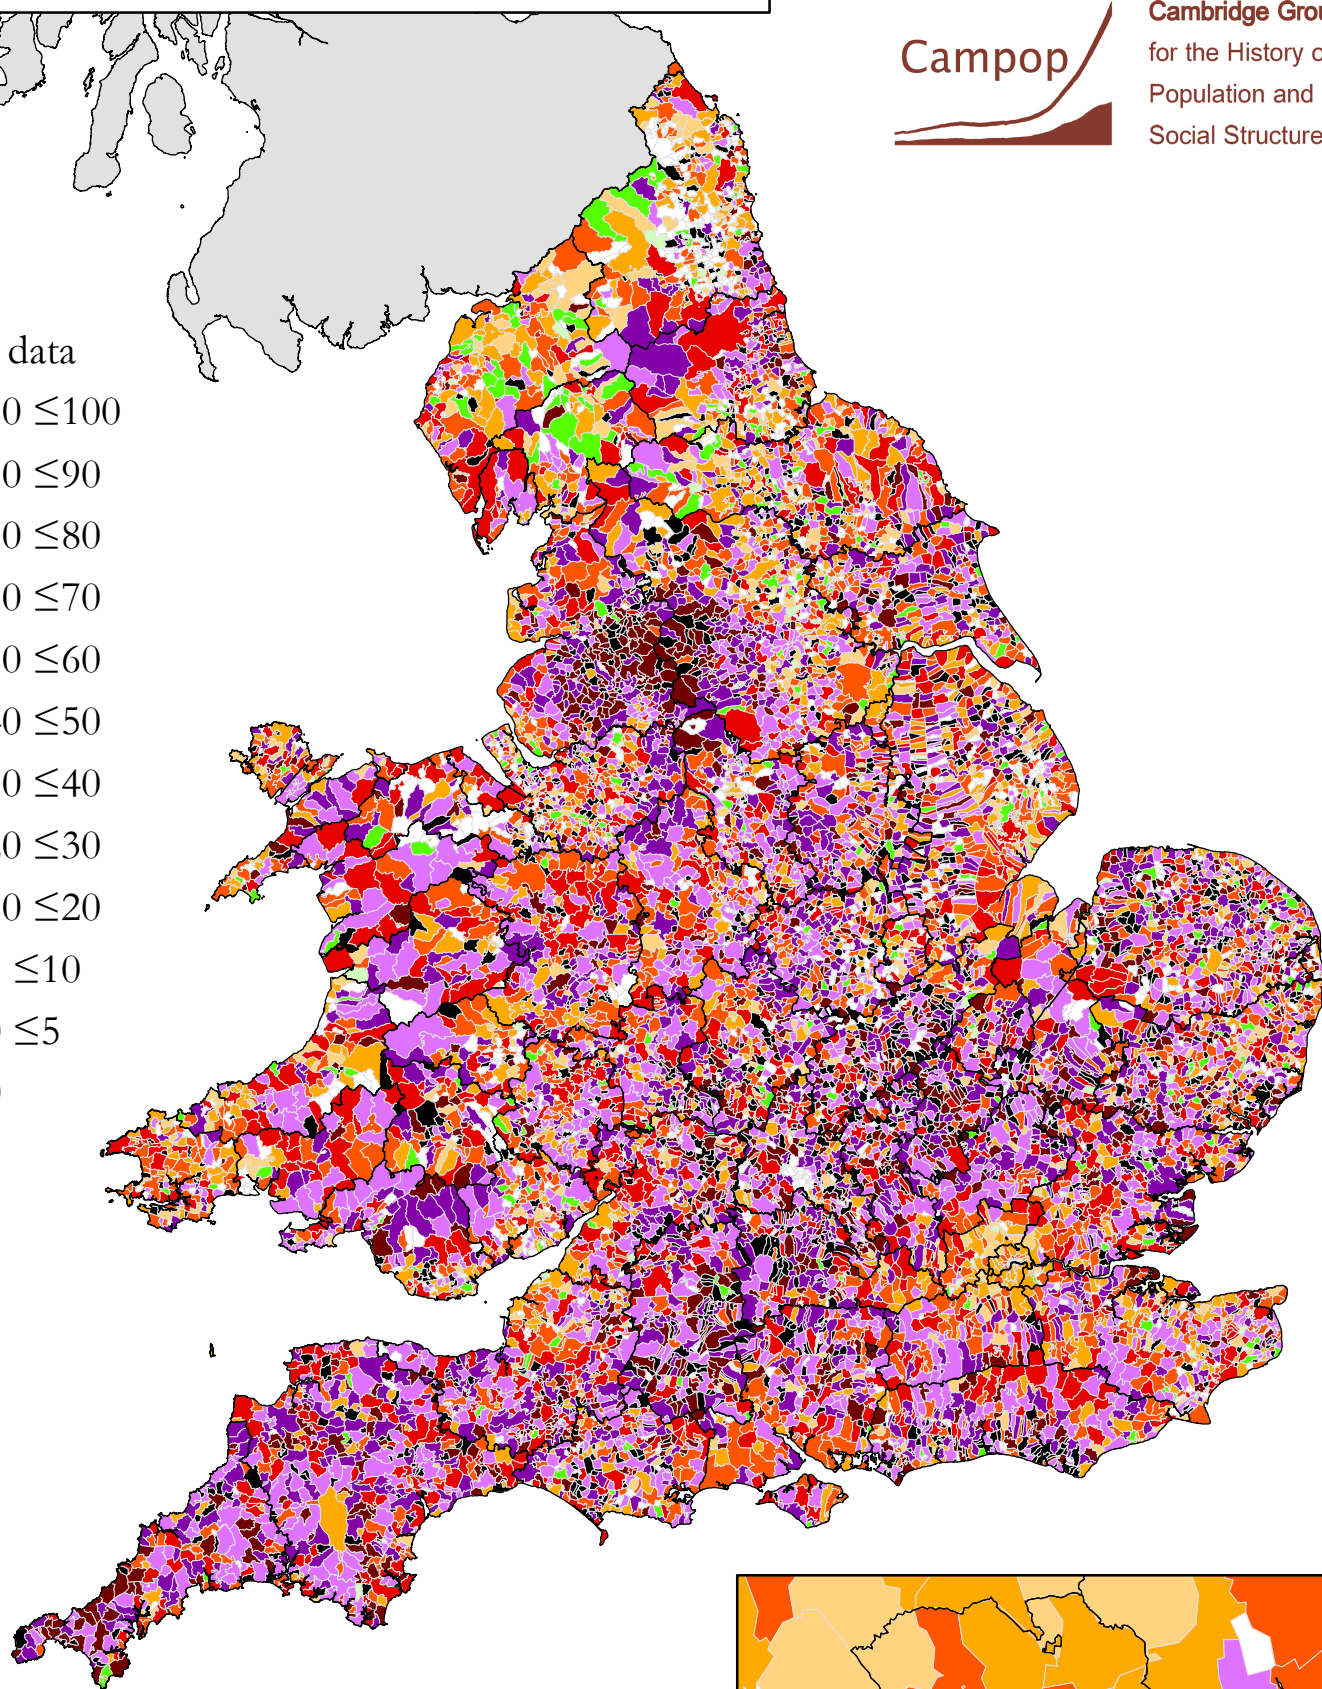 Campop
Cambridge Grou
for the History o
Population and
Social Structure
data
0 ≤100
0 ≤90
0 ≤80
0 ≤70
0 ≤60
0 ≤50
0 ≤40
0 ≤30
0 ≤20
≤10
≤5